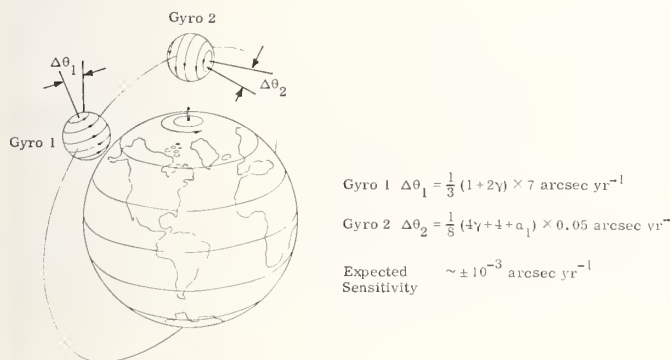 Gyro 2
Δθ1
Δθ2
Gyro 1
Gyro 1 Δθ1 = 1/3 (1+2γ) × 7 arcsec yr−1
Gyro 2 Δθ2 = 1/8 (4γ+4+a1) × 0.05 arcsec yr−
Expected ~ ± 10−3 arcsec yr−1
Sensitivity